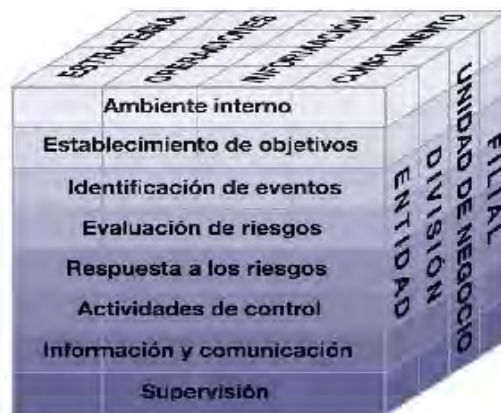 ESTRATEGIA
OPERACIONES
INFORMACIÓN
CUMPLIMIENTO
Ambiente interno
Establecimiento de objetivos
Identificación de eventos
Evaluación de riesgos
Respuesta a los riesgos
Actividades de control
Información y comunicación
Supervisión
ENTIDAD
DIVISIÓN
UNIDAD DE NEGOCIO
FILIAL